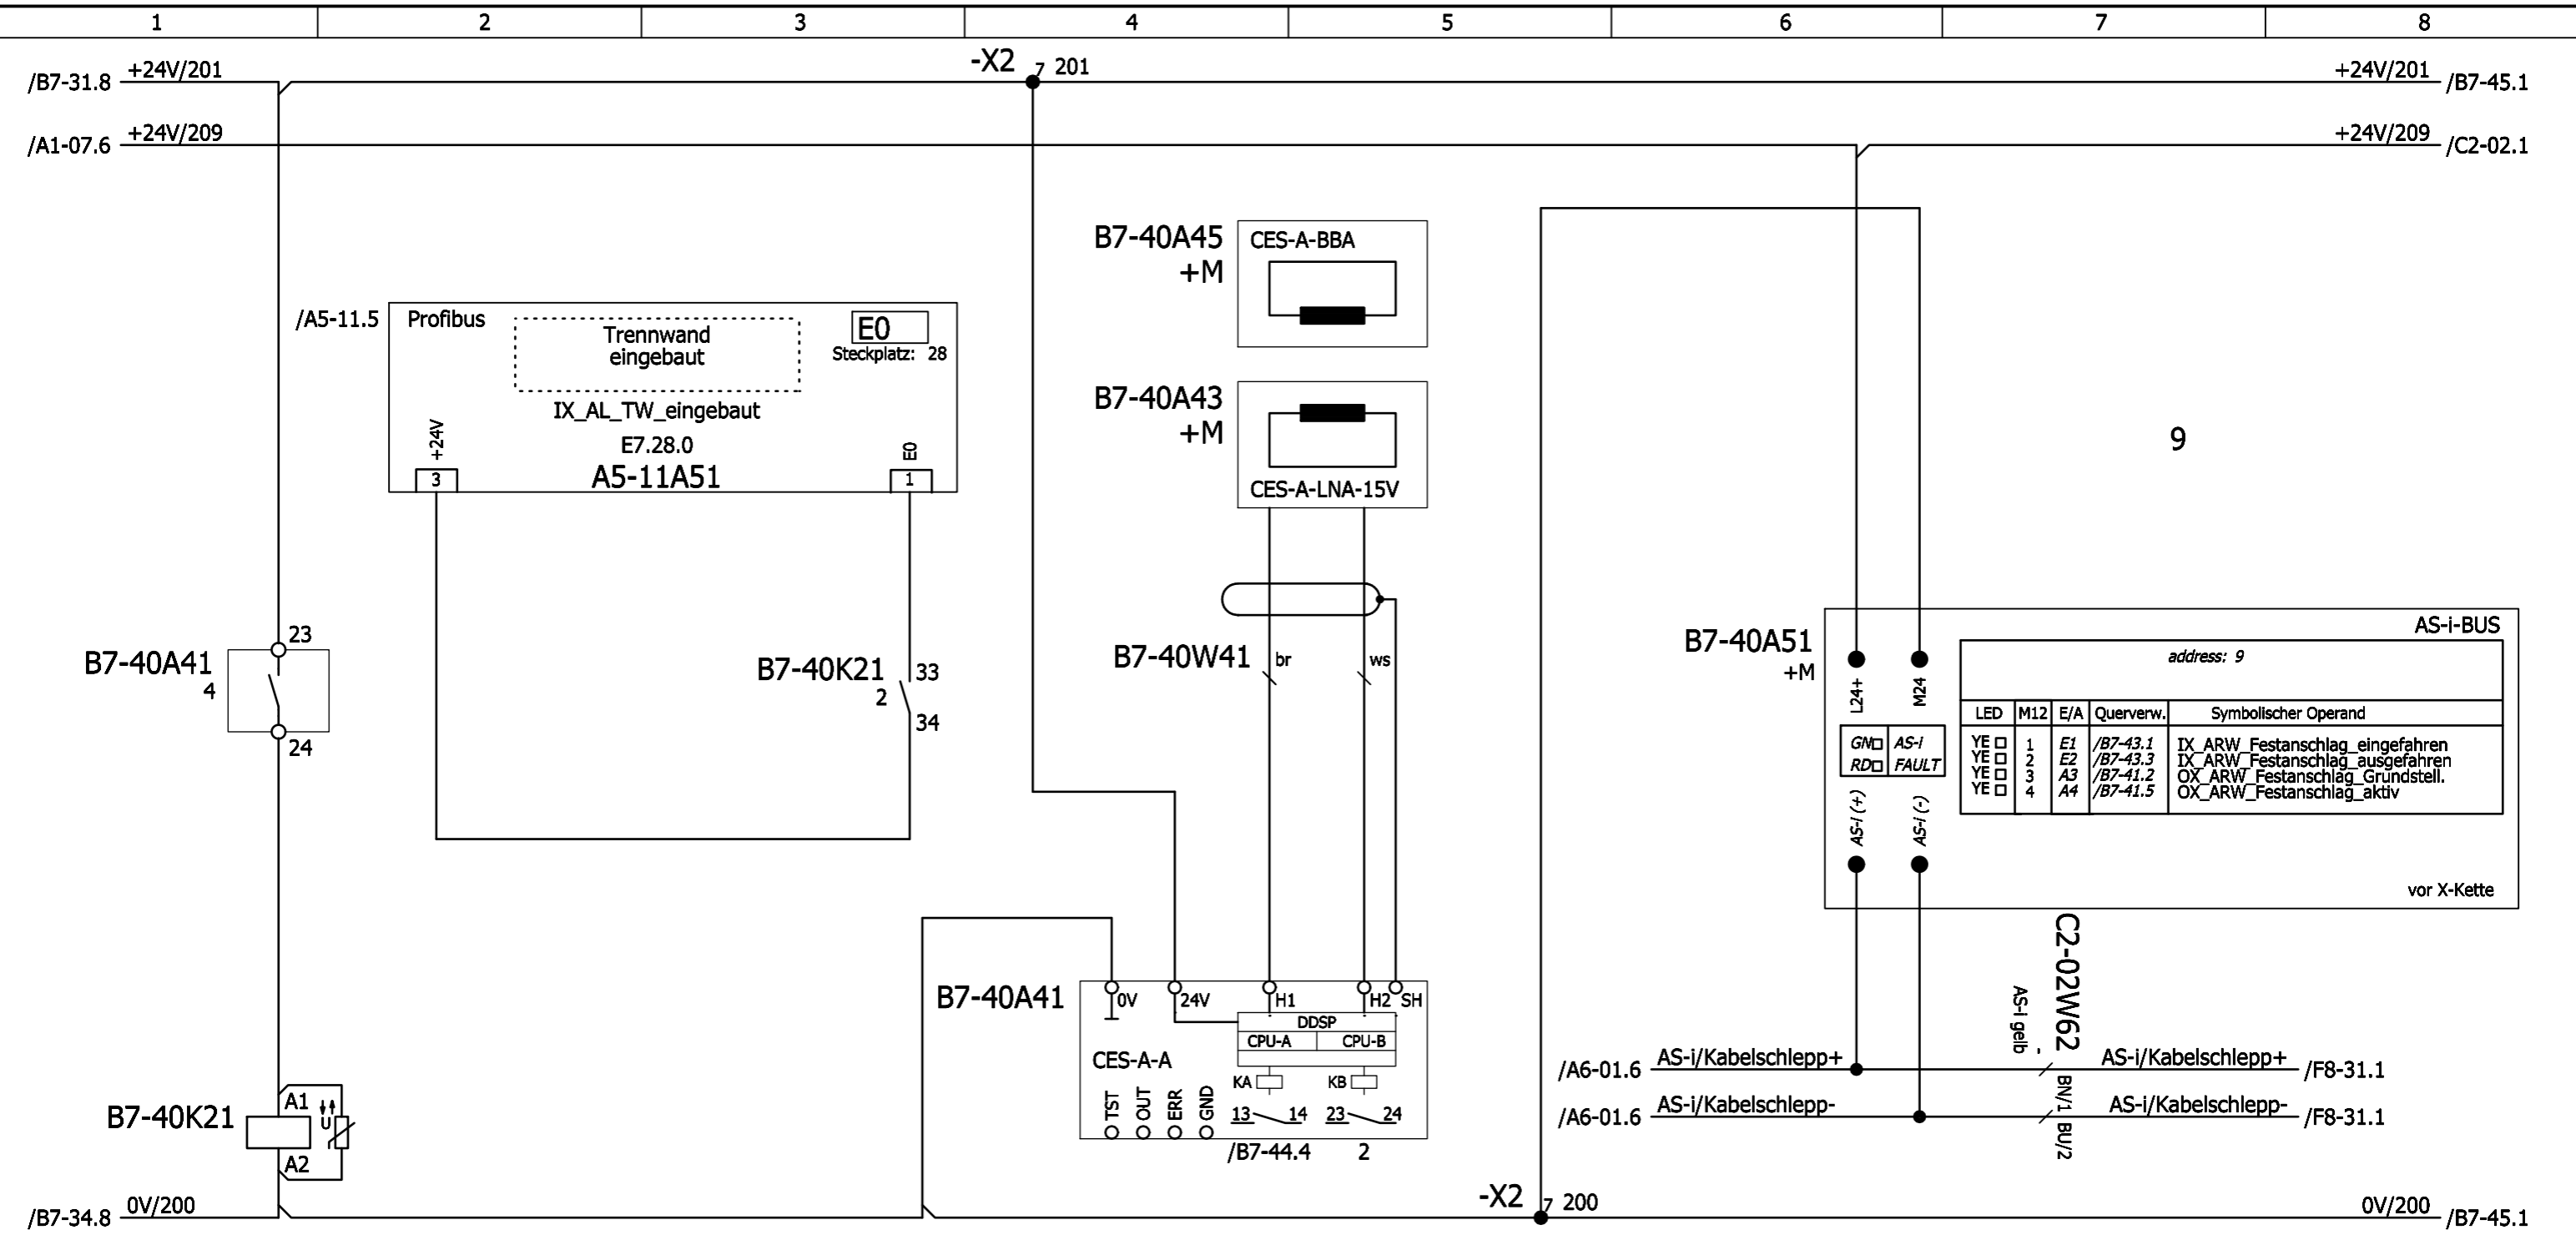 1 2 3 4 5 6 7 8
-X2 7 201
/B7-31.8 +24V/201 +24V/201 /B7-45.1
/A1-07.6 +24V/209 +24V/209 /C2-02.1
B7-40A45
+M
CES-A-BBA
/A5-11.5
Profibus
Trennwand
eingebaut
E0
Steckplatz: 28
IX_AL_TW_eingebaut
E7.28.0
A5-11A51
+24V
3
E0
1
B7-40A43
+M
CES-A-LNA-15V
9
B7-40A41
4
23
24
B7-40K21
2
33
34
B7-40W41
br
ws
B7-40A51
+M
AS-i-BUS
address: 9
L24+
M24
LED M12 E/A Querverw. Symbolischer Operand
YE 1 E1 /B7-43.1 IX_ARW_Festanschlag_eingefahren
YE 2 E2 /B7-43.3 IX_ARW_Festanschlag_ausgefahren
YE 3 A3 /B7-41.2 OX_ARW_Festanschlag_Grundstell.
YE 4 A4 /B7-41.5 OX_ARW_Festanschlag_aktiv
GN AS-i
RD FAULT
AS-i (+)
AS-i (-)
vor X-Kette
B7-40A41
0V
24V
H1
H2
SH
DDSP
CPU-A CPU-B
CES-A-A
KA
KB
TST
OUT
ERR
GND
13 14
23 24
/B7-44.4
2
C2-02W62
AS-i gelb
-
/A6-01.6 AS-i/Kabelschlepp+ AS-i/Kabelschlepp+ /F8-31.1
BN/1
/A6-01.6 AS-i/Kabelschlepp- AS-i/Kabelschlepp- /F8-31.1
BU/2
B7-40K21
A1
U
A2
-X2 7 200
/B7-34.8 0V/200 0V/200 /B7-45.1